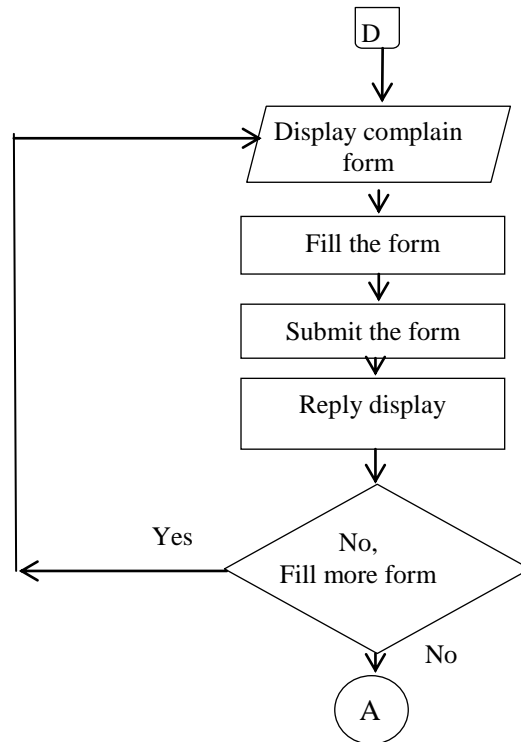 D
Display complain
form
Fill the form
Submit the form
Reply display
Yes
No,
Fill more form
No
A